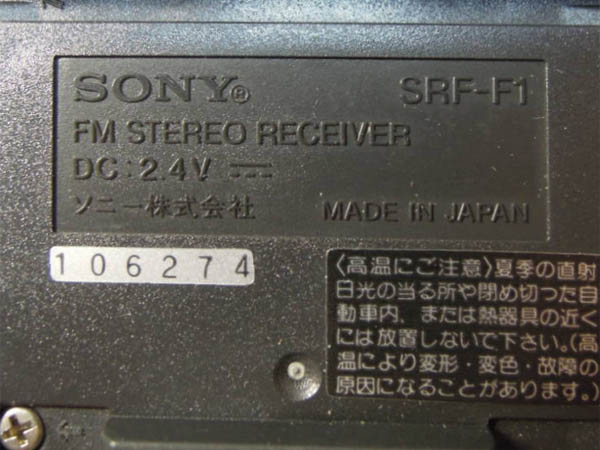 SONY® SRF-F1
FM STEREO RECEIVER
DC:2.4V ⎓
ソニー株式会社 MADE IN JAPAN
106274
〈高温にご注意〉夏季の直射
日光の当る所や閉め切った自
動車内、または熱器具の近く
には放置しないで下さい。(高
温により変形・変色・故障の
原因になることがあります。)